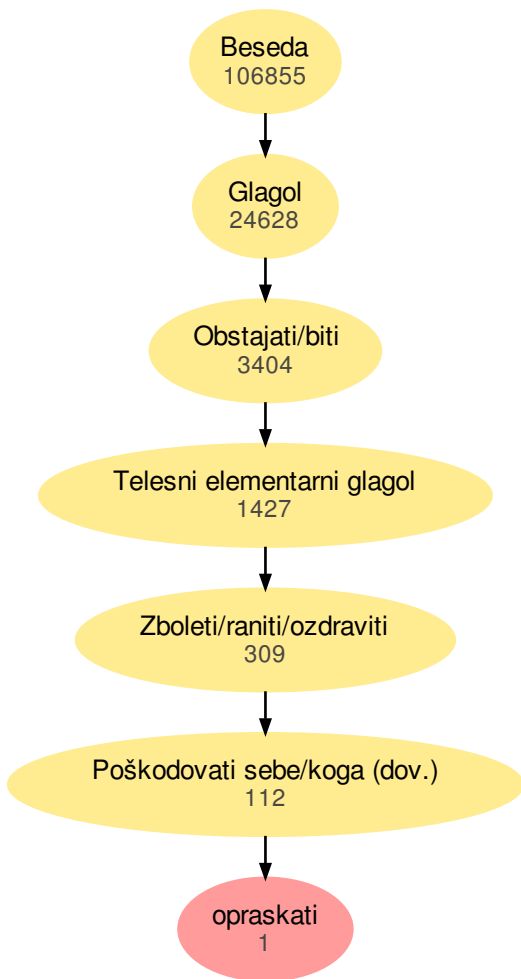 Beseda
106855
Glagol
24628
Obstajati/biti
3404
Telesni elementarni glagol
1427
Zboleti/raniti/ozdraviti
309
Poškodovati sebe/koga (dov.)
112
opraskati
1